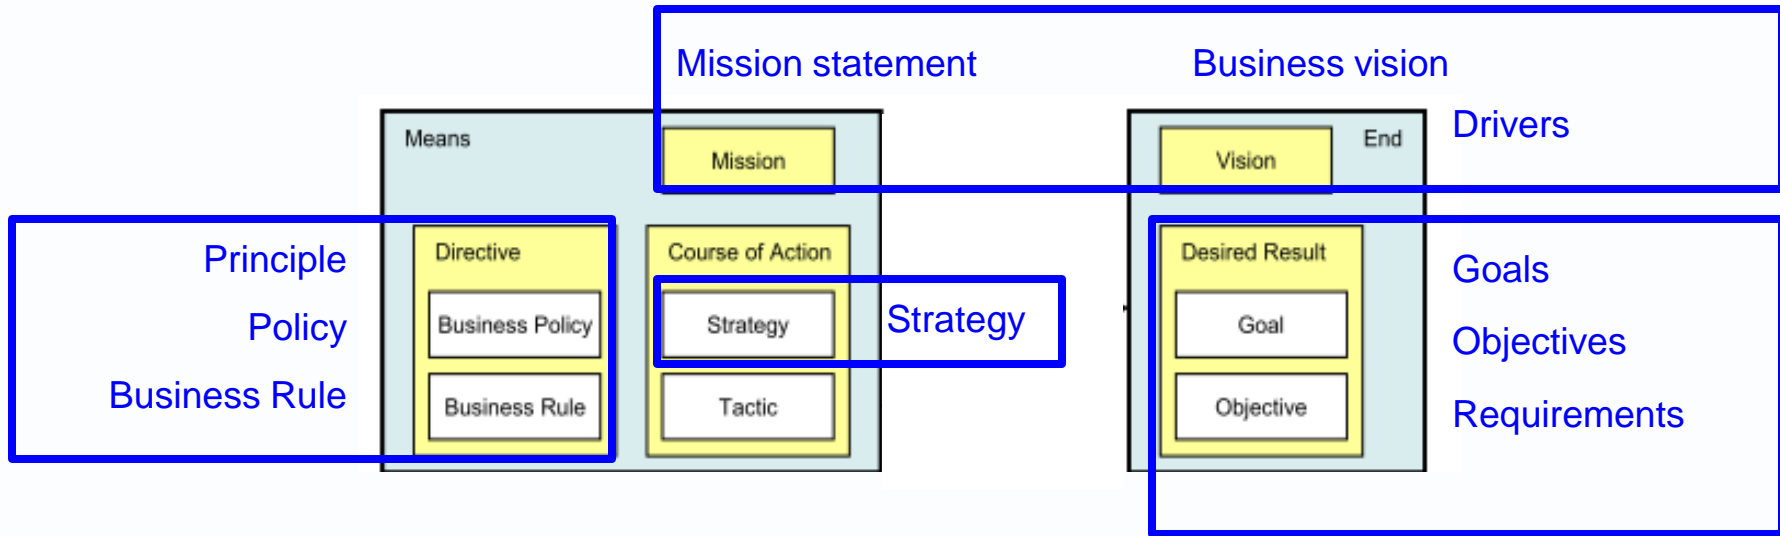 Mission statement
Business vision
Drivers
Means
Mission
Vision
End
Principle
Policy
Business Rule
Directive
Business Policy
Business Rule
Course of Action
Strategy
Tactic
Strategy
Desired Result
Goal
Objective
Goals
Objectives
Requirements